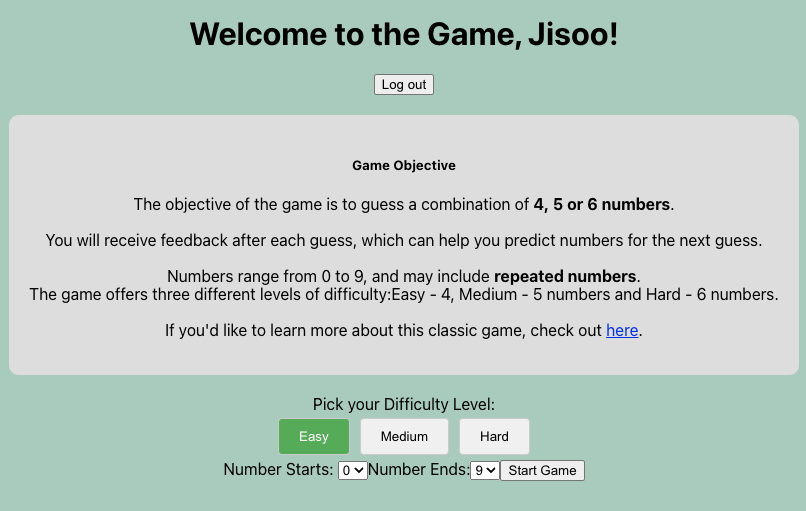 Welcome to the Game, Jisoo!
Log out
Game Objective
The objective of the game is to guess a combination of 4, 5 or 6 numbers.
You will receive feedback after each guess, which can help you predict numbers for the next guess.
Numbers range from 0 to 9, and may include repeated numbers.
The game offers three different levels of difficulty:Easy - 4, Medium - 5 numbers and Hard - 6 numbers.
If you'd like to learn more about this classic game, check out here.
Pick your Difficulty Level:
Easy Medium Hard
Number Starts: 0 Number Ends: 9 Start Game